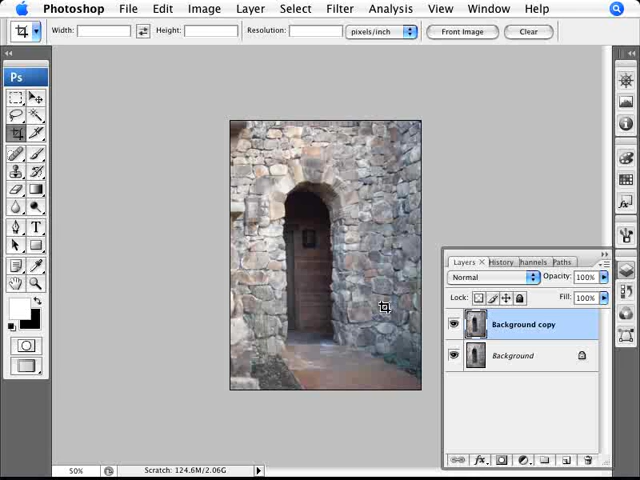 Photoshop File Edit Image Layer Select Filter Analysis View Window Help
Width: Height: Resolution: pixels/inch Front Image Clear
Ps
Layers × History hannels Paths
Normal Opacity: 100%
Lock: Fill: 100%
Background copy
Background
fx
T
50% Scratch: 124.6M/2.06G